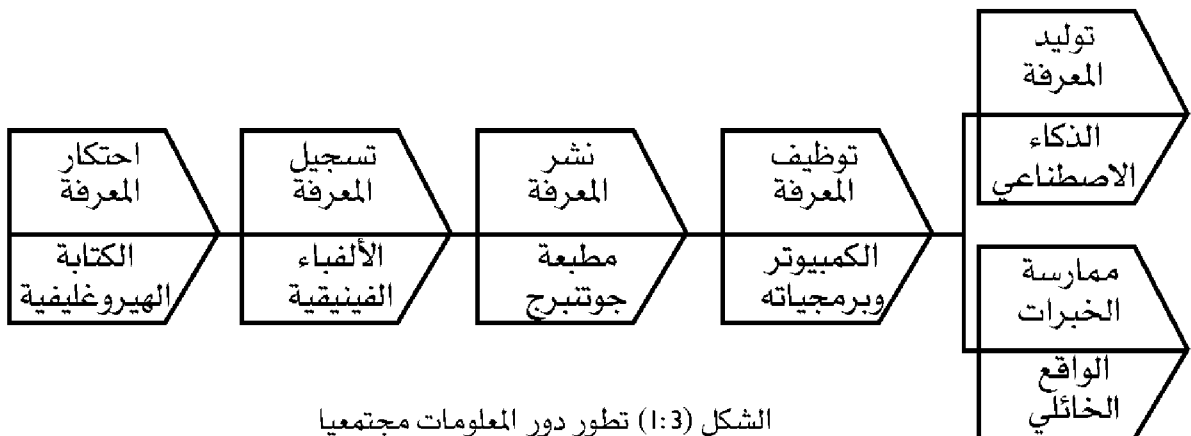 احتكار
المعرفة
الكتابة
الهيروغليفية
تسجيل
المعرفة
الألفباء
الفينيقية
نشر
المعرفة
مطبعة
جوتنبرج
توظيف
المعرفة
الكمبيوتر
وبرمجياته
توليد
المعرفة
الذكاء
الاصطناعي
ممارسة
الخبرات
الواقع
الخائلي
الشكل (1:3) تطور دور المعلومات مجتمعيا